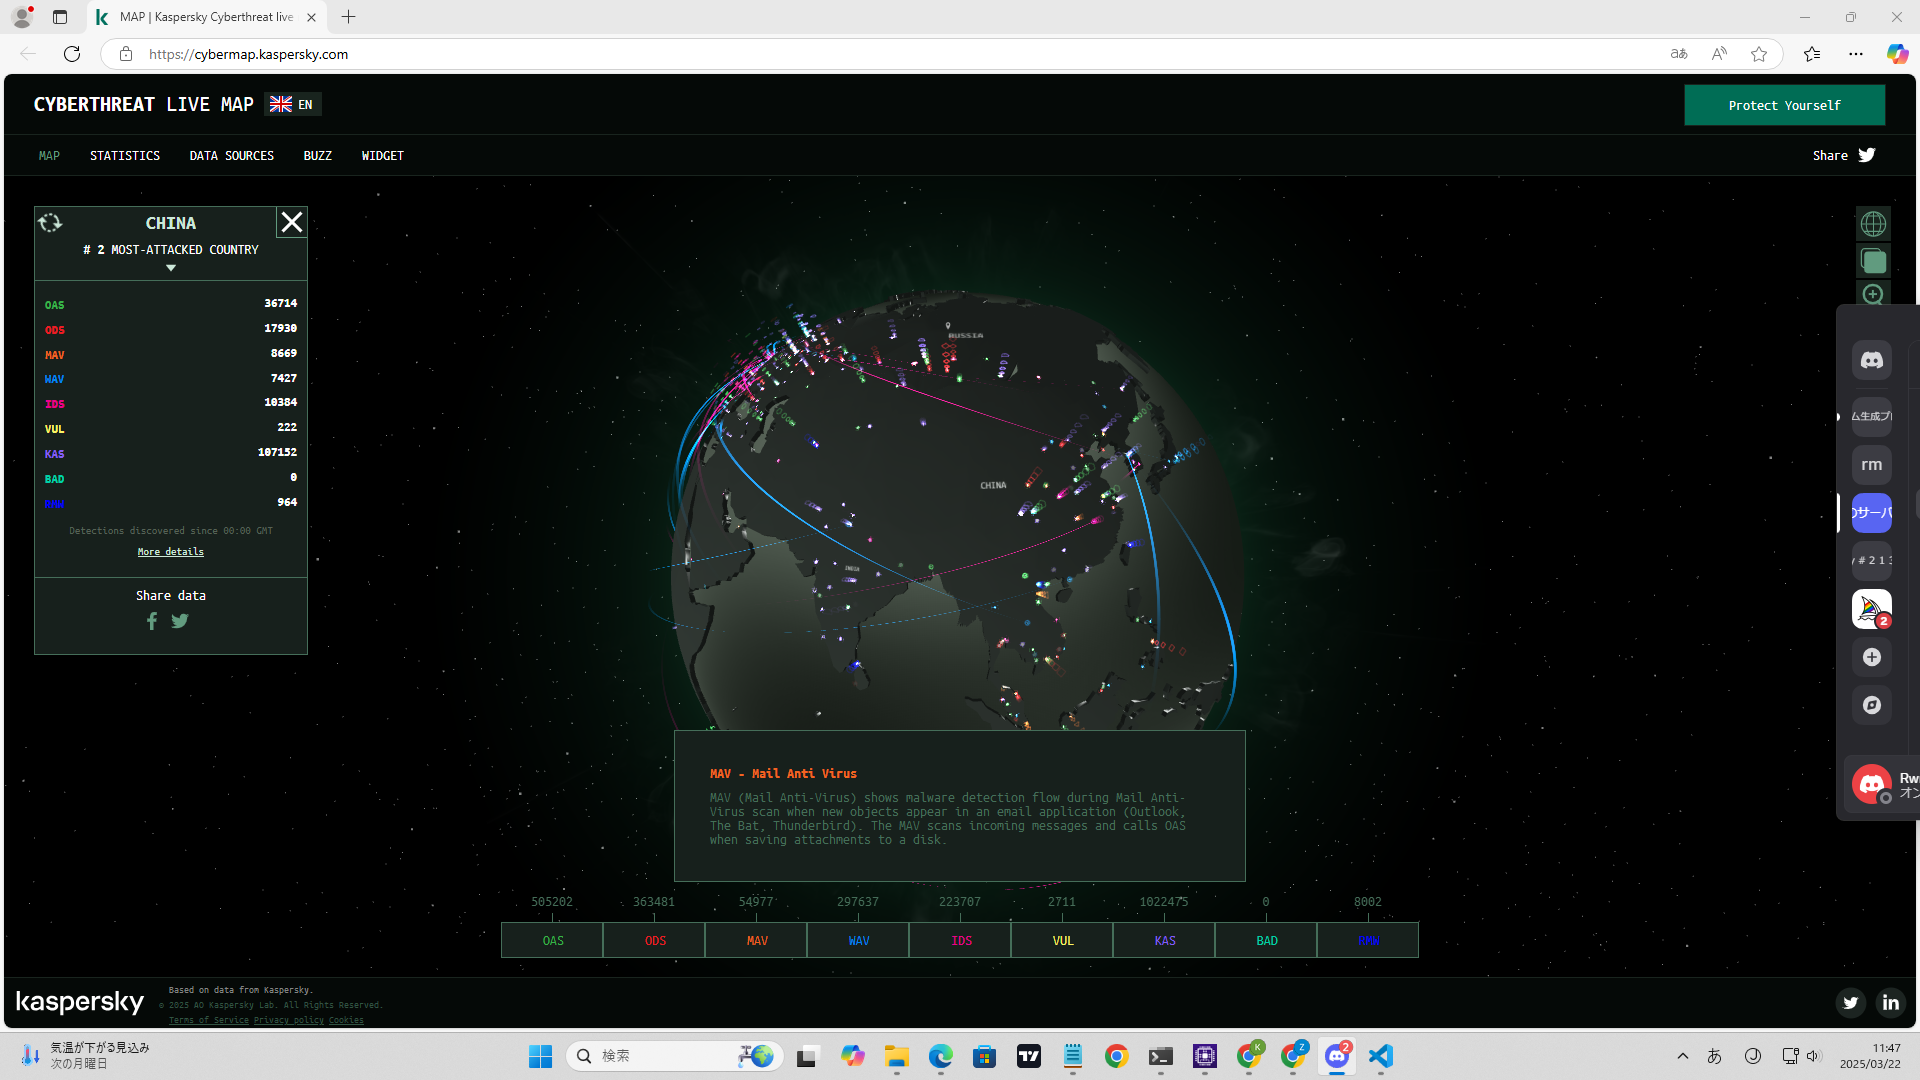 MAP | Kaspersky Cyberthreat live
https://cybermap.kaspersky.com
CYBERTHREAT LIVE MAP
EN
Protect Yourself
MAP
STATISTICS
DATA SOURCES
BUZZ
WIDGET
Share
CHINA
# 2 MOST-ATTACKED COUNTRY
OAS 36714
ODS 17930
MAV 8669
WAV 7427
IDS 10384
VUL 222
KAS 107152
BAD 0
RMW 964
Detections discovered since 00:00 GMT
More details
Share data
RUSSIA
CHINA
INDIA
MAV - Mail Anti Virus
MAV (Mail Anti-Virus) shows malware detection flow during Mail Anti-
Virus scan when new objects appear in an email application (Outlook,
The Bat, Thunderbird). The MAV scans incoming messages and calls OAS
when saving attachments to a disk.
505202 363481 54977 297637 223707 2711 1022475 0 8002
OAS ODS MAV WAV IDS VUL KAS BAD RMW
ム生成プ
rm
のサーバ
y # 2 1 3
2
Rw
オン
kaspersky
Based on data from Kaspersky.
© 2025 AO Kaspersky Lab. All Rights Reserved.
Terms of Service Privacy policy Cookies
気温が下がる見込み
次の月曜日
検索
K
Z
2
あ
11:47
2025/03/22